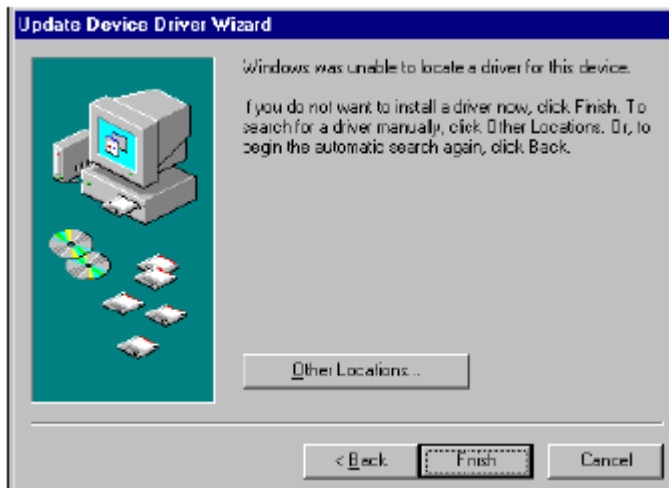 Update Device Driver Wizard
Windows was unable to locate a driver for this device.
If you do not want to install a driver now, click Finish. To
search for a driver manually, click Other Locations. Or, to
begin the automatic search again, click Back.
Other Locations...
< Back
Finish
Cancel